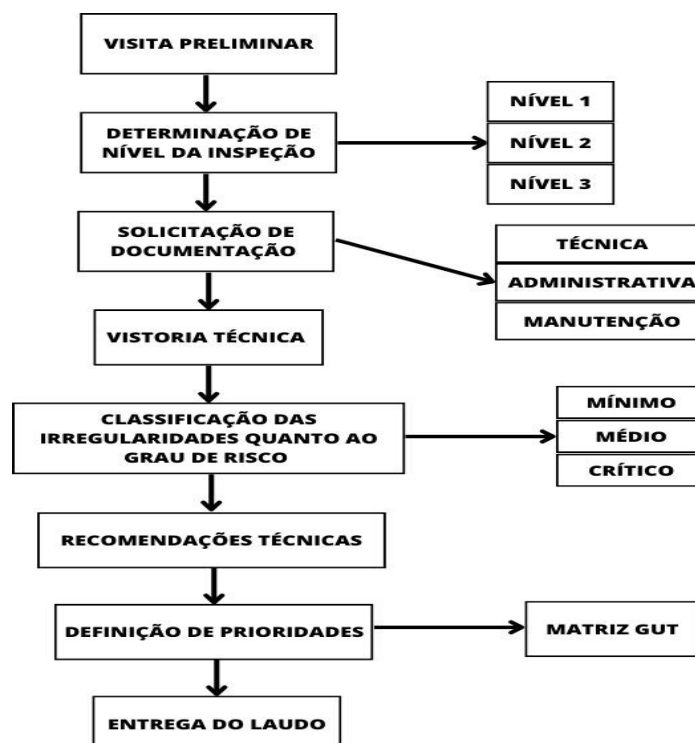 VISITA PRELIMINAR
DETERMINAÇÃO DE
NÍVEL DA INSPEÇÃO
NÍVEL 1
NÍVEL 2
NÍVEL 3
SOLICITAÇÃO DE
DOCUMENTAÇÃO
TÉCNICA
ADMINISTRATIVA
MANUTENÇÃO
VISTORIA TÉCNICA
CLASSIFICAÇÃO DAS
IRREGULARIDADES QUANTO AO
GRAU DE RISCO
MÍNIMO
MÉDIO
CRÍTICO
RECOMENDAÇÕES TÉCNICAS
DEFINIÇÃO DE PRIORIDADES
MATRIZ GUT
ENTREGA DO LAUDO